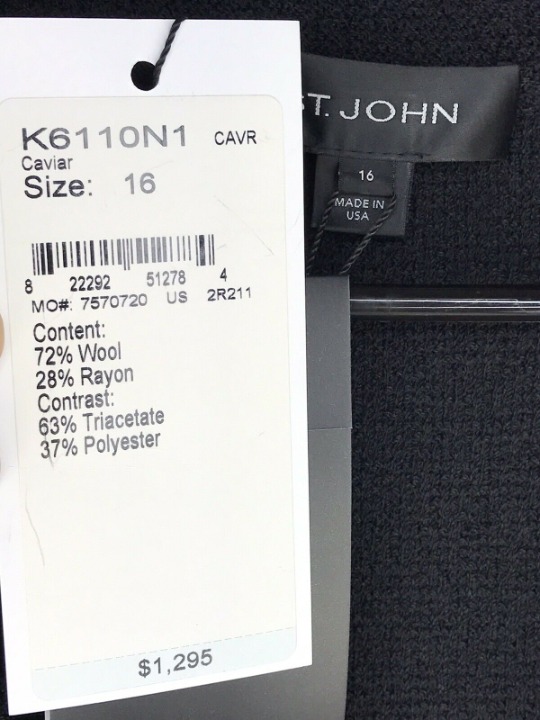 K6110N1 CAVR
Caviar
Size: 16
8 22292 51278 4
MO#: 7570720 US 2R211
Content:
72% Wool
28% Rayon
Contrast:
63% Triacetate
37% Polyester
$1,295
ST. JOHN
16
MADE IN
USA